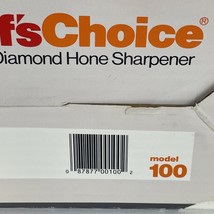 f'sChoice®
Diamond Hone Sharpener
model
100
0 87877 00100 2